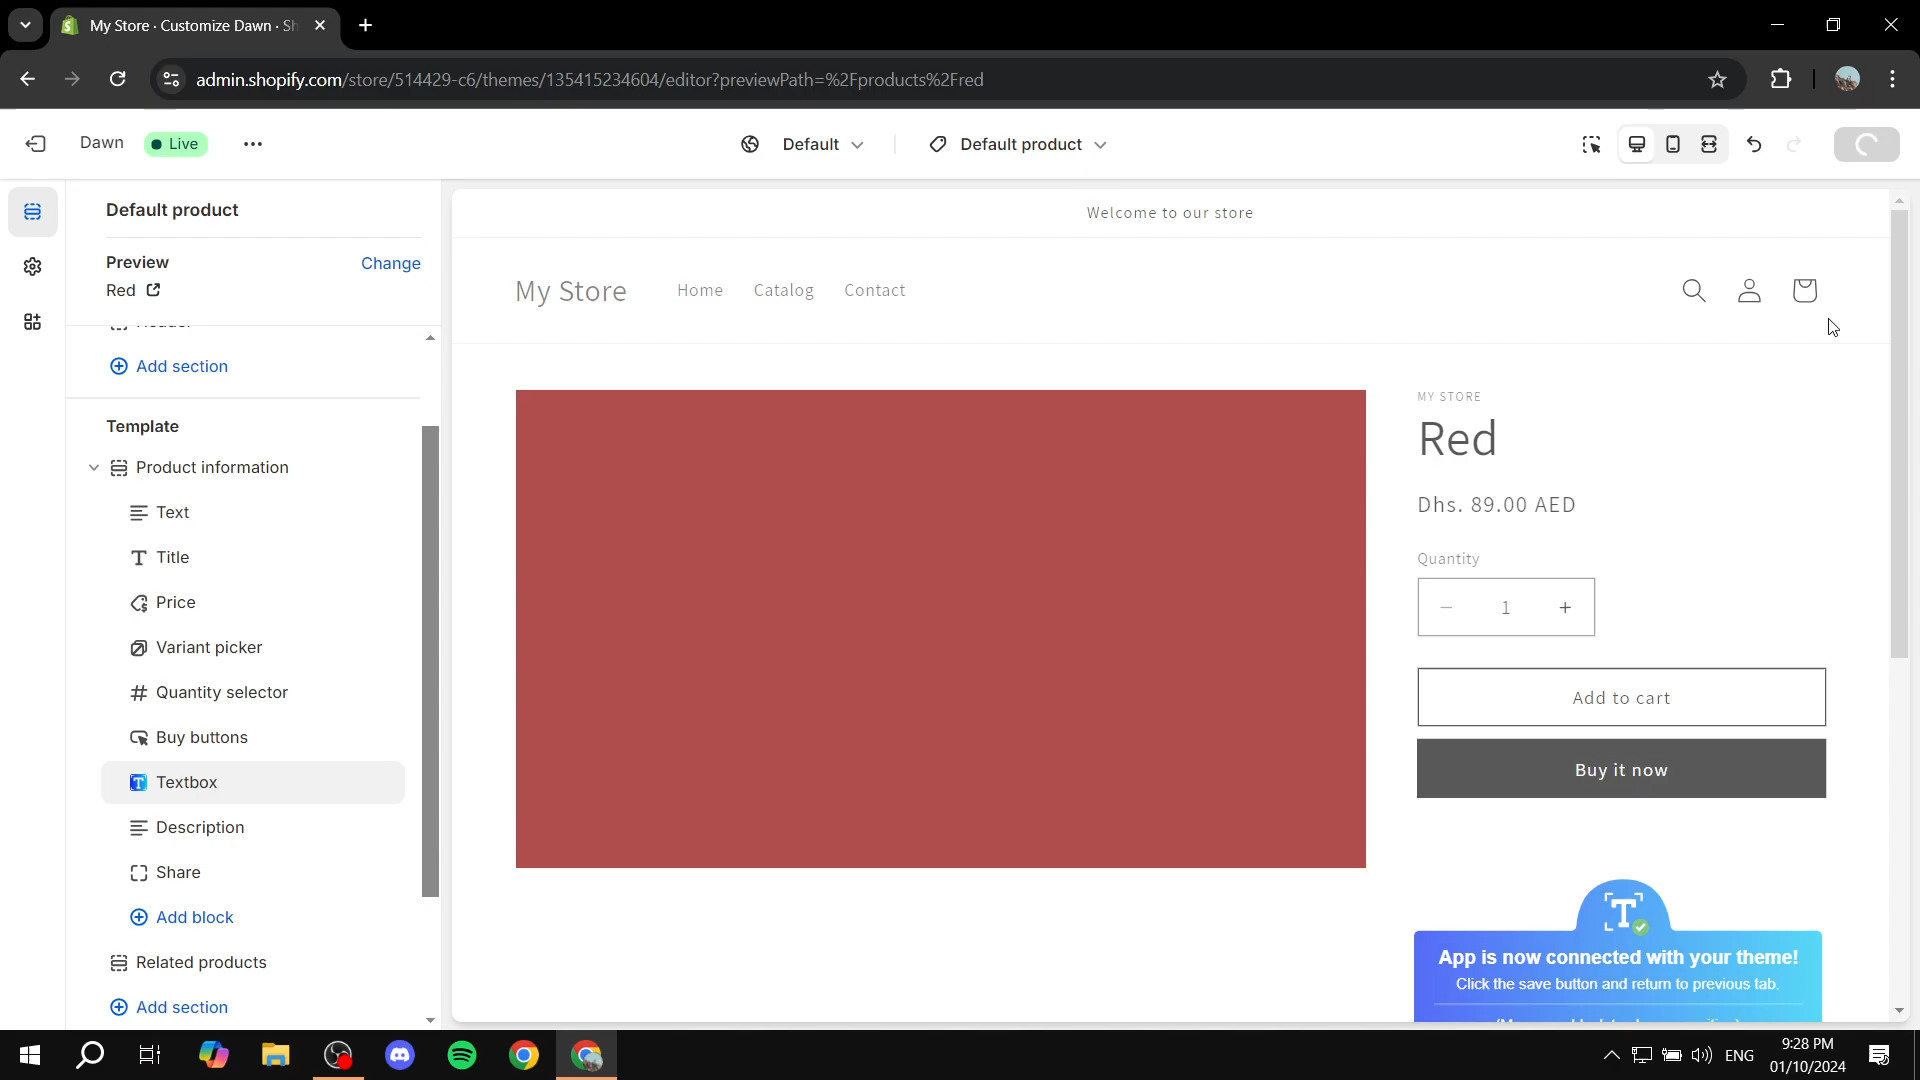 My Store · Customize Dawn · Sh
admin.shopify.com/store/514429-c6/themes/135415234604/editor?previewPath=%2Fproducts%2Fred
Dawn
Live
Default
Default product
Default product
Preview
Change
Red
Header
Add section
Template
Product information
Text
Title
Price
Variant picker
Quantity selector
Buy buttons
Textbox
Description
Share
Add block
Related products
Add section
Welcome to our store
My Store
Home
Catalog
Contact
MY STORE
Red
Dhs. 89.00 AED
Quantity
1
Add to cart
Buy it now
T
App is now connected with your theme!
Click the save button and return to previous tab.
ENG
9:28 PM
01/10/2024